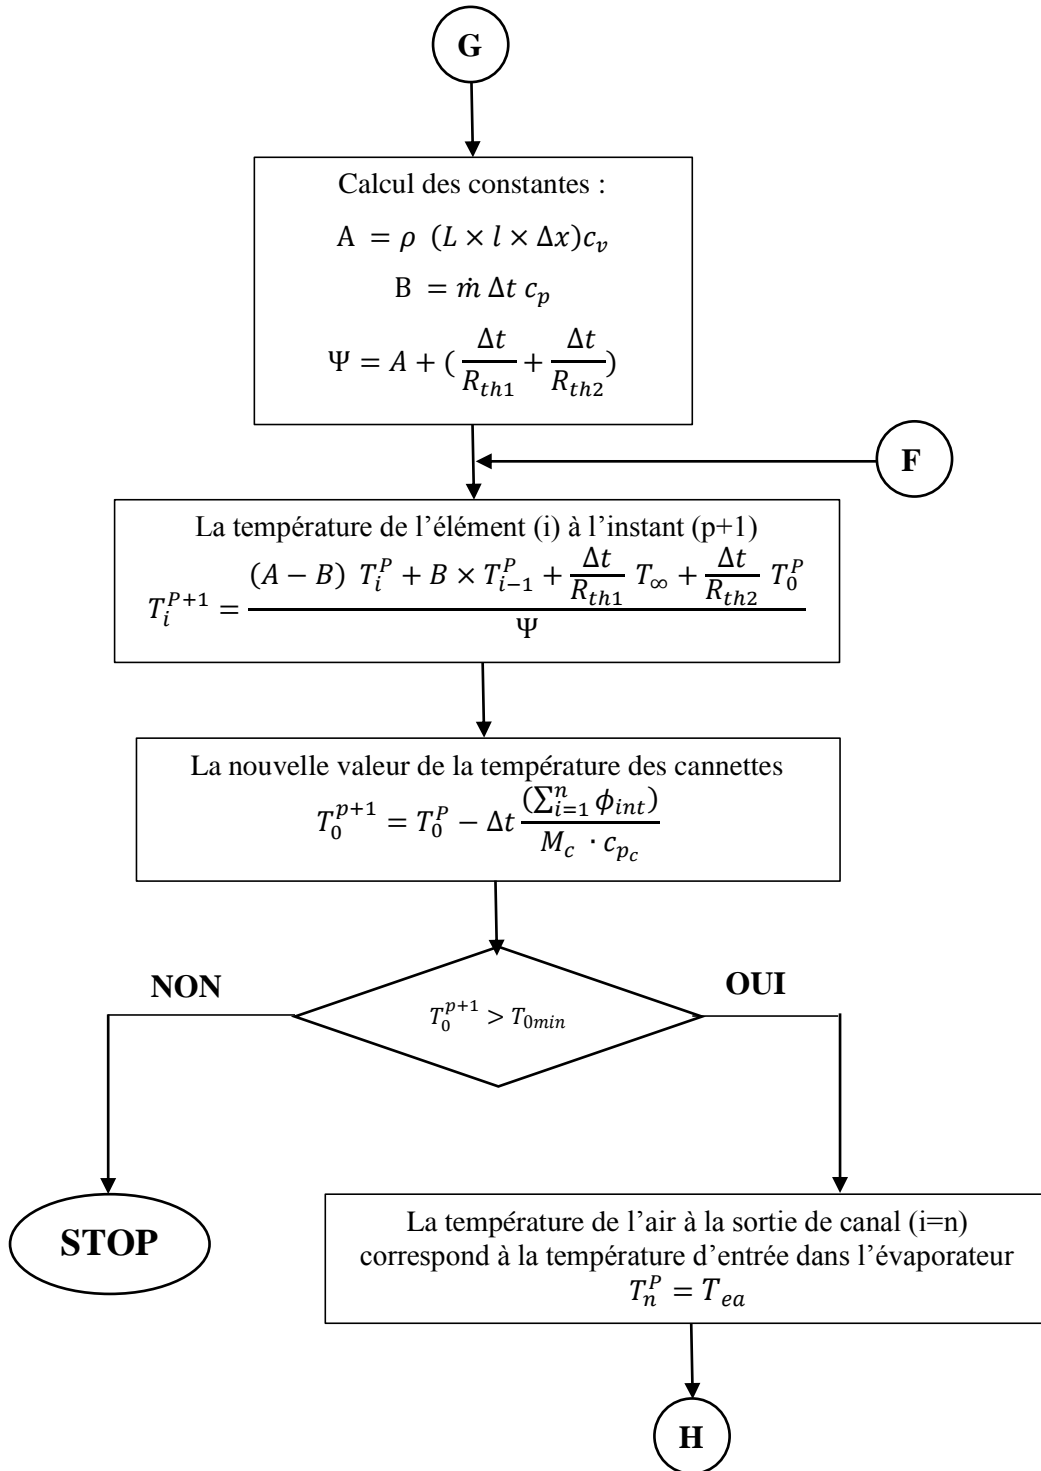 G
Calcul des constantes :
A = ρ (L × l × Δx)c_v
B = ṁ Δt c_p
Ψ = A + ( Δt/R_th1 + Δt/R_th2 )
F
La température de l’élément (i) à l’instant (p+1)
T_i^{P+1} = ((A − B) T_i^P + B × T_{i−1}^P + Δt/R_th1 T_∞ + Δt/R_th2 T_0^P) / Ψ
La nouvelle valeur de la température des cannettes
T_0^{p+1} = T_0^P − Δt (∑_{i=1}^n ϕ_int) / (M_c · c_{p_c})
NON
OUI
T_0^{p+1} > T_{0min}
STOP
La température de l’air à la sortie de canal (i=n)
correspond à la température d’entrée dans l’évaporateur
T_n^P = T_ea
H